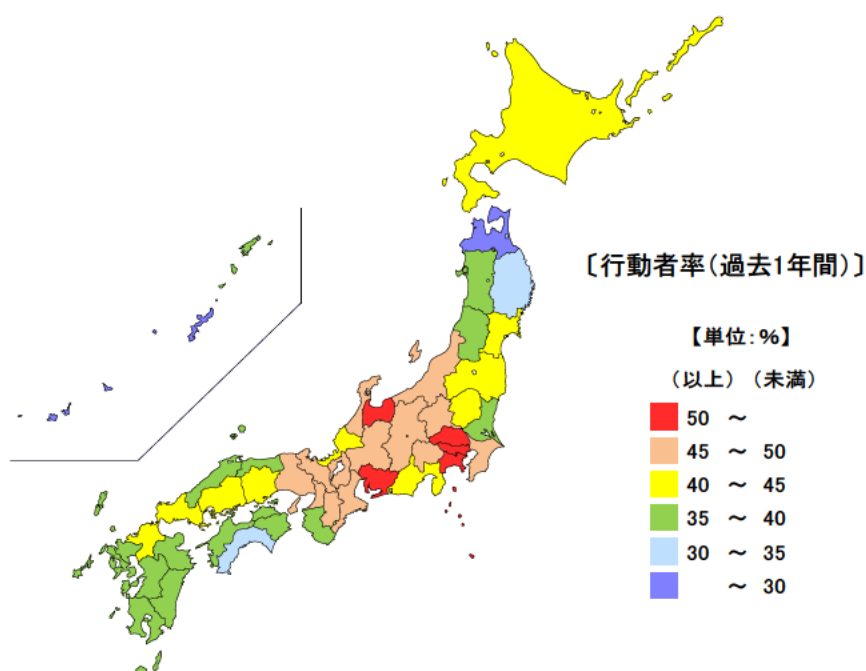 〔行動者率(過去1年間)〕
【単位:%】
(以上) (未満)
50 ～
45 ～ 50
40 ～ 45
35 ～ 40
30 ～ 35
～ 30